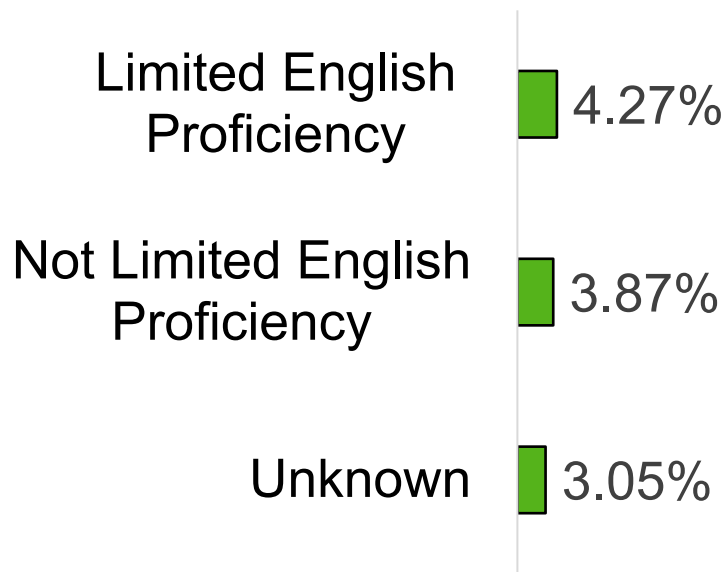 Limited English
Proficiency
4.27%
Not Limited English
Proficiency
3.87%
Unknown
3.05%